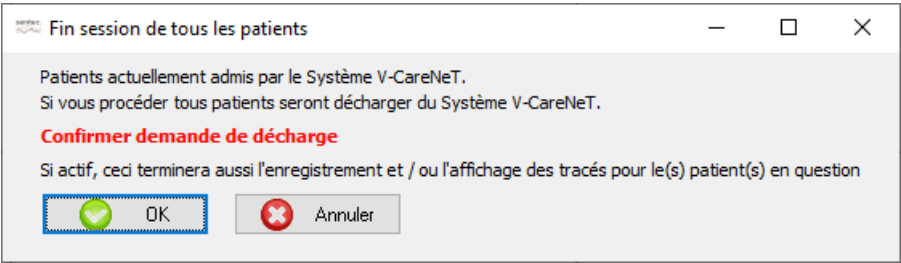 sentec
Fin session de tous les patients
Patients actuellement admis par le Système V-CareNeT.
Si vous procéder tous patients seront décharger du Système V-CareNeT.
Confirmer demande de décharge
Si actif, ceci terminera aussi l'enregistrement et / ou l'affichage des tracés pour le(s) patient(s) en question
OK
Annuler